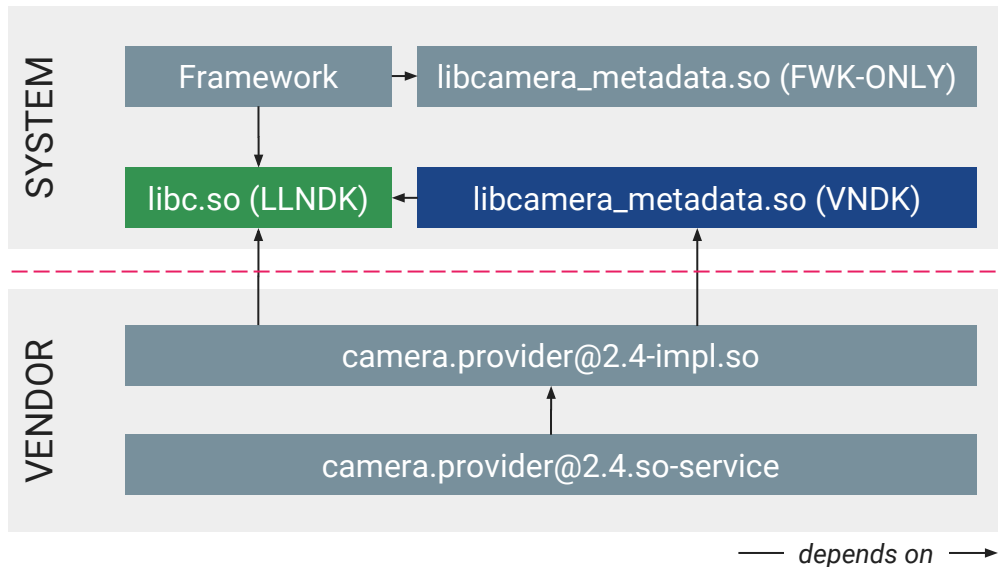 SYSTEM
Framework
libcamera_metadata.so (FWK-ONLY)
libc.so (LLNDK)
libcamera_metadata.so (VNDK)
VENDOR
camera.provider@2.4-impl.so
camera.provider@2.4.so-service
depends on